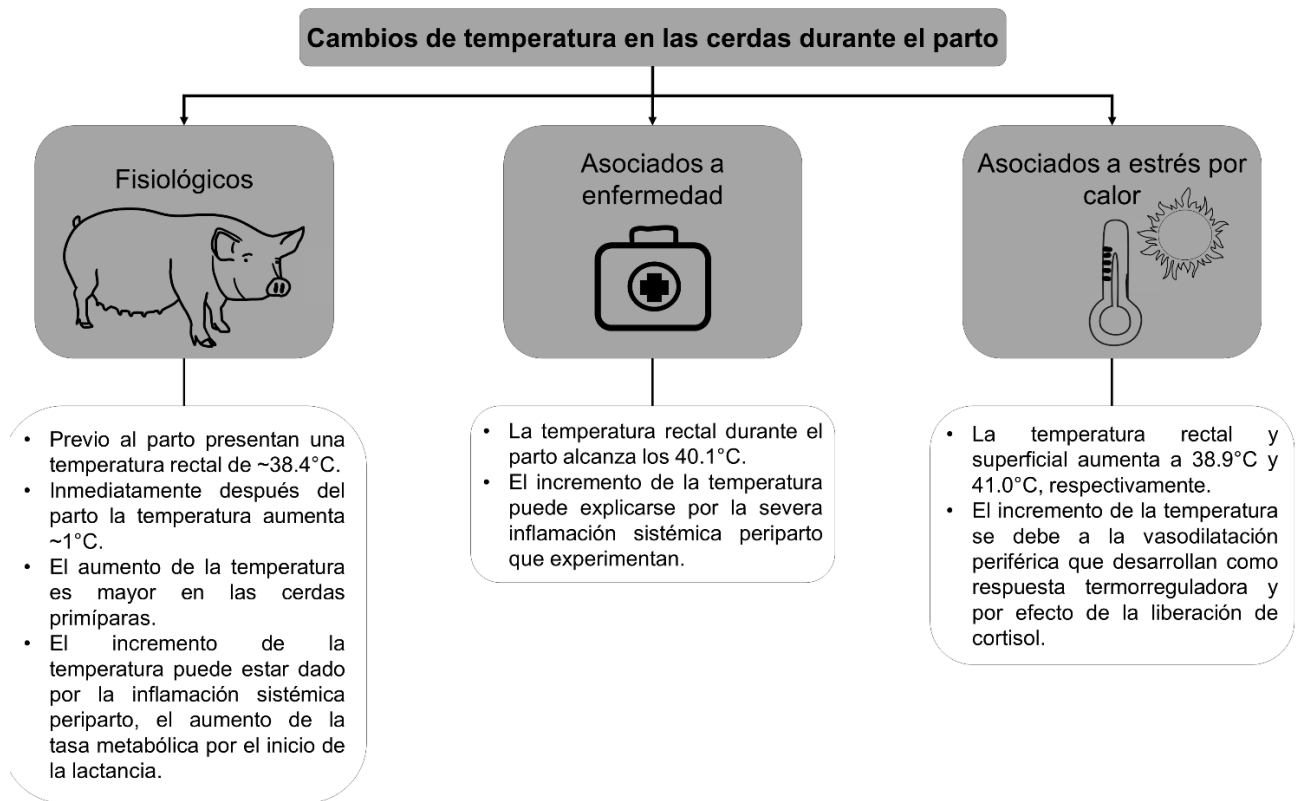 Cambios de temperatura en las cerdas durante el parto
Fisiológicos
Asociados a
enfermedad
Asociados a estrés por
calor
• Previo al parto presentan una
temperatura rectal de ~38.4°C.
• Inmediatamente después del
parto la temperatura aumenta
~1°C.
• El aumento de la temperatura
es mayor en las cerdas
primíparas.
• El incremento de la
temperatura puede estar dado
por la inflamación sistémica
periparto, el aumento de la
tasa metabólica por el inicio de
la lactancia.
• La temperatura rectal durante el
parto alcanza los 40.1°C.
• El incremento de la temperatura
puede explicarse por la severa
inflamación sistémica periparto
que experimentan.
• La temperatura rectal y
superficial aumenta a 38.9°C y
41.0°C, respectivamente.
• El incremento de la temperatura
se debe a la vasodilatación
periférica que desarrollan como
respuesta termorreguladora y
por efecto de la liberación de
cortisol.